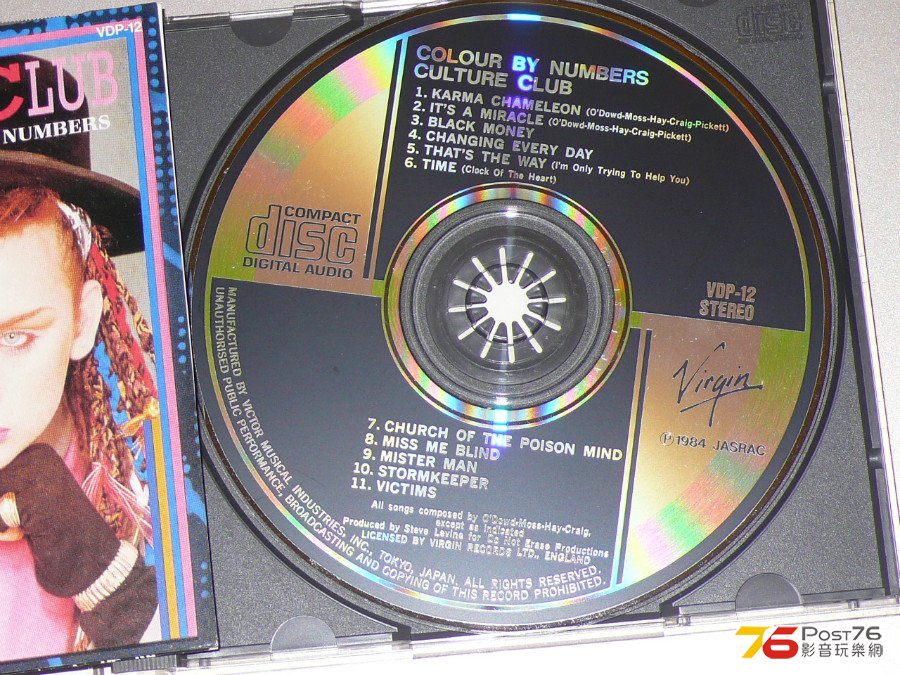 VDP-12
CLUB
NUMBERS
COLOUR BY NUMBERS
CULTURE CLUB
1. KARMA CHAMELEON (O'Dowd-Moss-Hay-Craig-Pickett)
2. IT'S A MIRACLE (O'Dowd-Moss-Hay-Craig-Pickett)
3. BLACK MONEY
4. CHANGING EVERY DAY
5. THAT'S THE WAY (I'm Only Trying To Help You)
6. TIME (Clock Of The Heart)
COMPACT
disc
DIGITAL AUDIO
VDP-12
STEREO
Virgin
Ⓟ1984 JASRAC
7. CHURCH OF THE POISON MIND
8. MISS ME BLIND
9. MISTER MAN
10. STORMKEEPER
11. VICTIMS
All songs composed by O'Dowd-Moss-Hay-Craig,
except as indicated
Produced by Steve Levine for Do Not Erase Productions
LICENSED BY VIRGIN RECORDS LTD., ENGLAND
MANUFACTURED BY VICTOR MUSICAL INDUSTRIES, INC., TOKYO, JAPAN. ALL RIGHTS RESERVED.
UNAUTHORISED PUBLIC PERFORMANCE, BROADCASTING AND COPYING OF THIS RECORD PROHIBITED.
disc
76 Post76
影音玩樂網